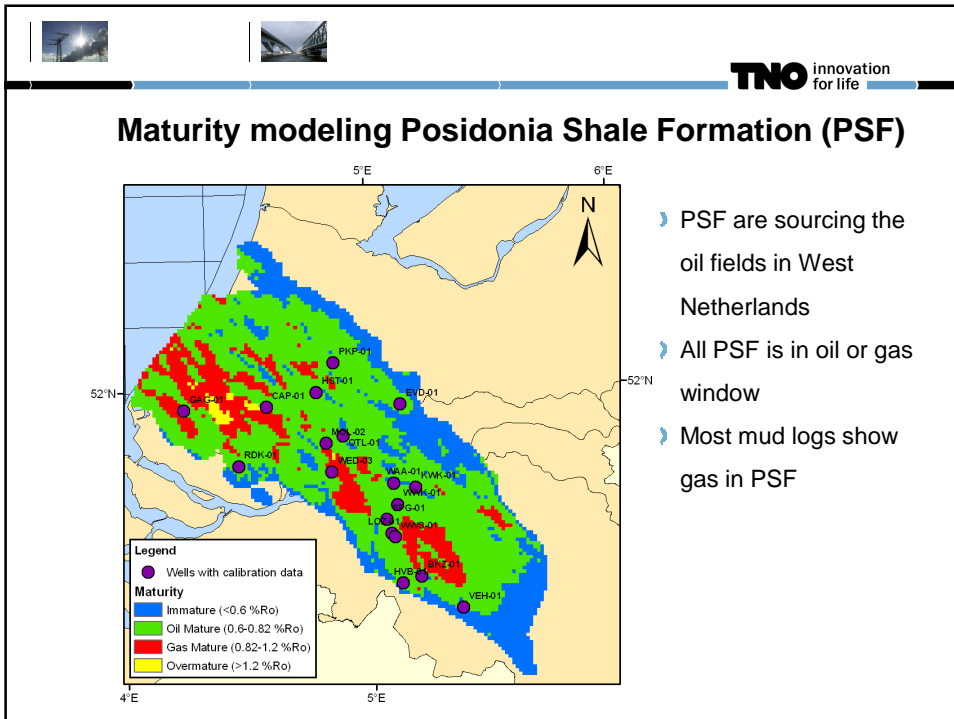 TNO innovation
for life
Maturity modeling Posidonia Shale Formation (PSF)
5°E
6°E
N
52°N
52°N
PKP-01
HST-01
EVD-01
CAP-01
GAG-01
MOL-02
OTL-01
RDK-01
WED-03
WAA-01
KWK-01
WWK-01
SPG-01
LOZ-01
WWS-01
BKZ-01
HVB-01
VEH-01
Legend
Wells with calibration data
Maturity
Immature (<0.6 %Ro)
Oil Mature (0.6-0.82 %Ro)
Gas Mature (0.82-1.2 %Ro)
Overmature (>1.2 %Ro)
4°E
5°E
PSF are sourcing the
oil fields in West
Netherlands
All PSF is in oil or gas
window
Most mud logs show
gas in PSF